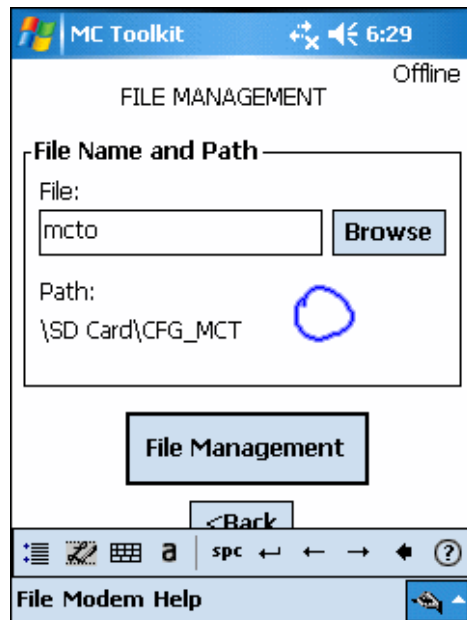 MC Toolkit 6:29
Offline
FILE MANAGEMENT
File Name and Path
File:
mcto Browse
Path:
\SD Card\CFG_MCT
File Management
<Back
a spc ?
File Modem Help